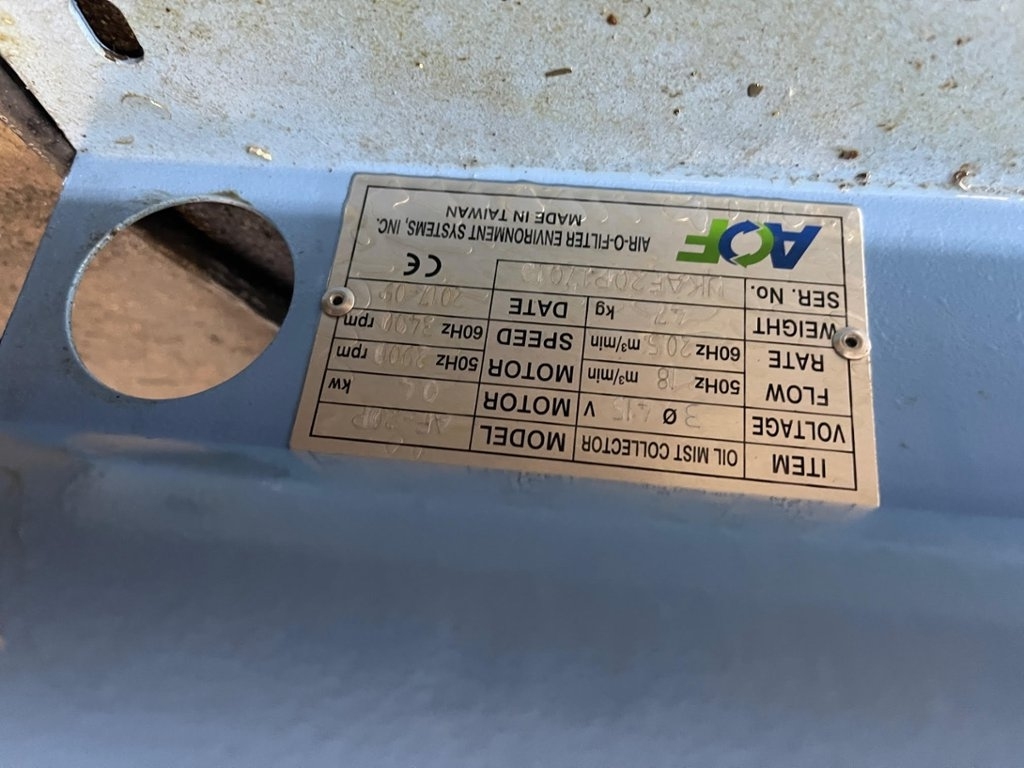 ITEM OIL MIST COLLECTOR MODEL AF-20P
VOLTAGE 3 Ø 415 V MOTOR 0.4 kw
FLOW 50Hz 18 m³/min MOTOR 50Hz 2900 rpm
RATE 60Hz 20.5 m³/min SPEED 60Hz 3400 rpm
WEIGHT 47 kg DATE 2017-09
SER. No. CE
AOF AIR-O-FILTER ENVIRONMENT SYSTEMS, INC.
MADE IN TAIWAN